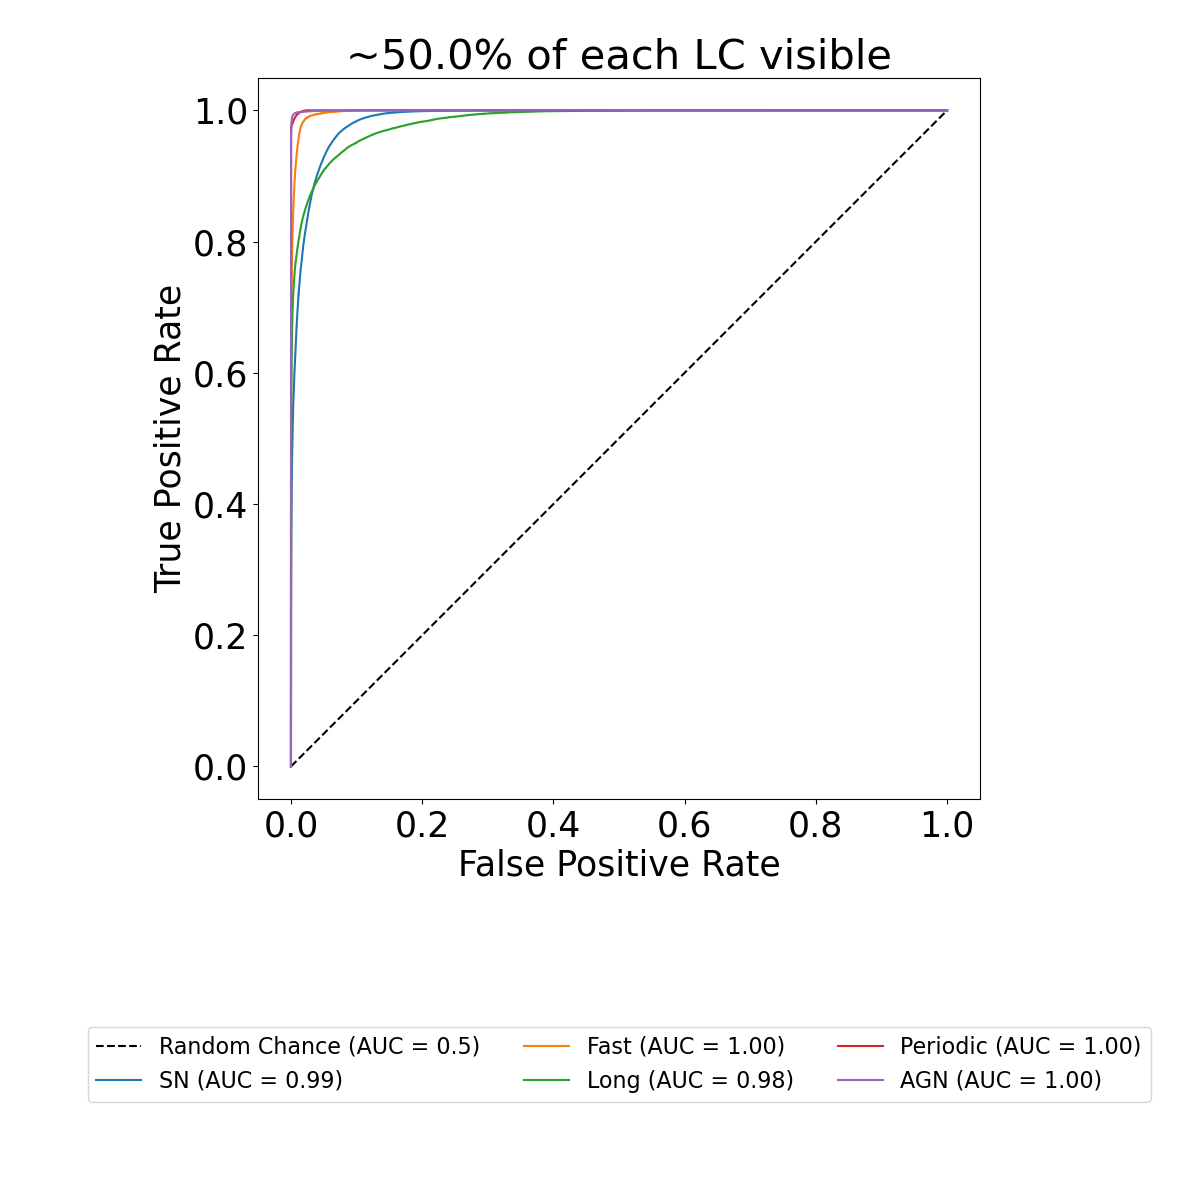 ~50.0% of each LC visible
True Positive Rate
1.0
0.8
0.6
0.4
0.2
0.0
0.0 0.2 0.4 0.6 0.8 1.0
False Positive Rate
Random Chance (AUC = 0.5) Fast (AUC = 1.00) Periodic (AUC = 1.00)
SN (AUC = 0.99) Long (AUC = 0.98) AGN (AUC = 1.00)